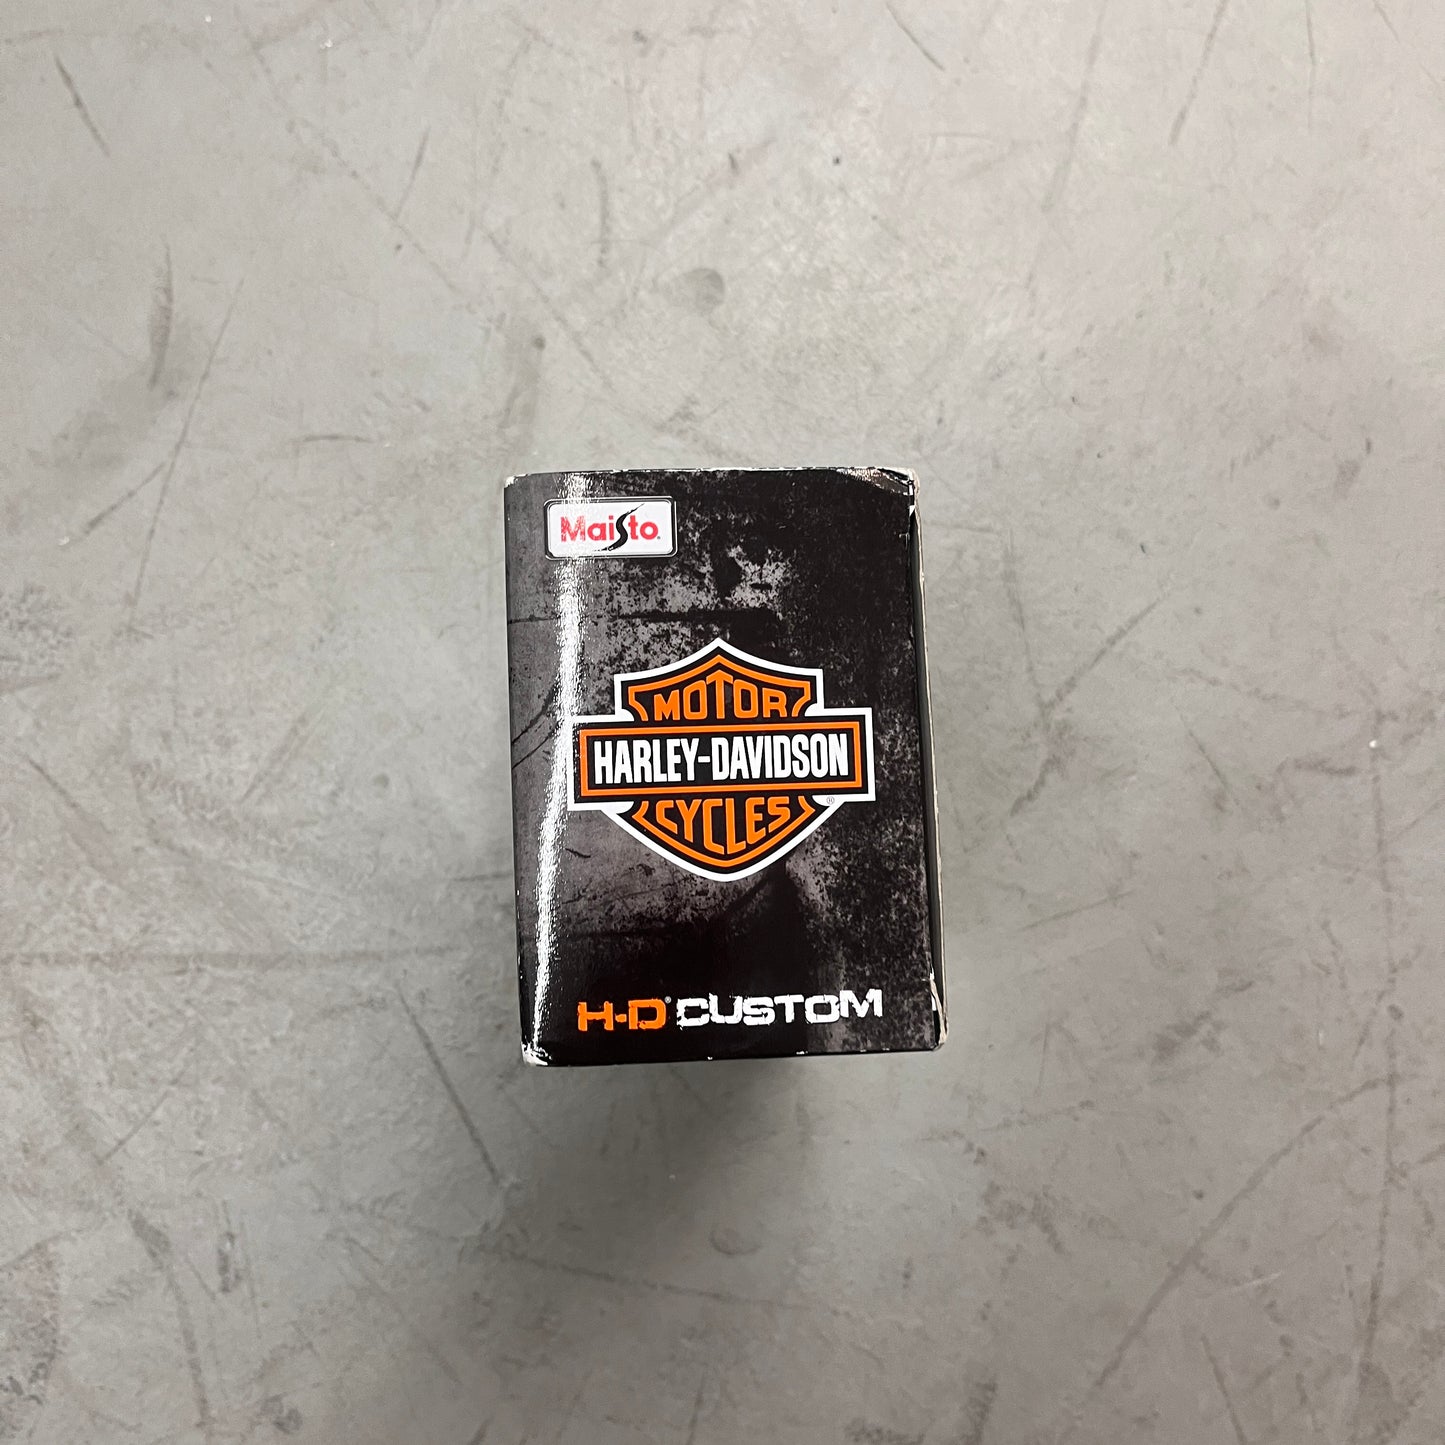 Maisto
MOTOR
HARLEY-DAVIDSON
CYCLES
H-D® CUSTOM